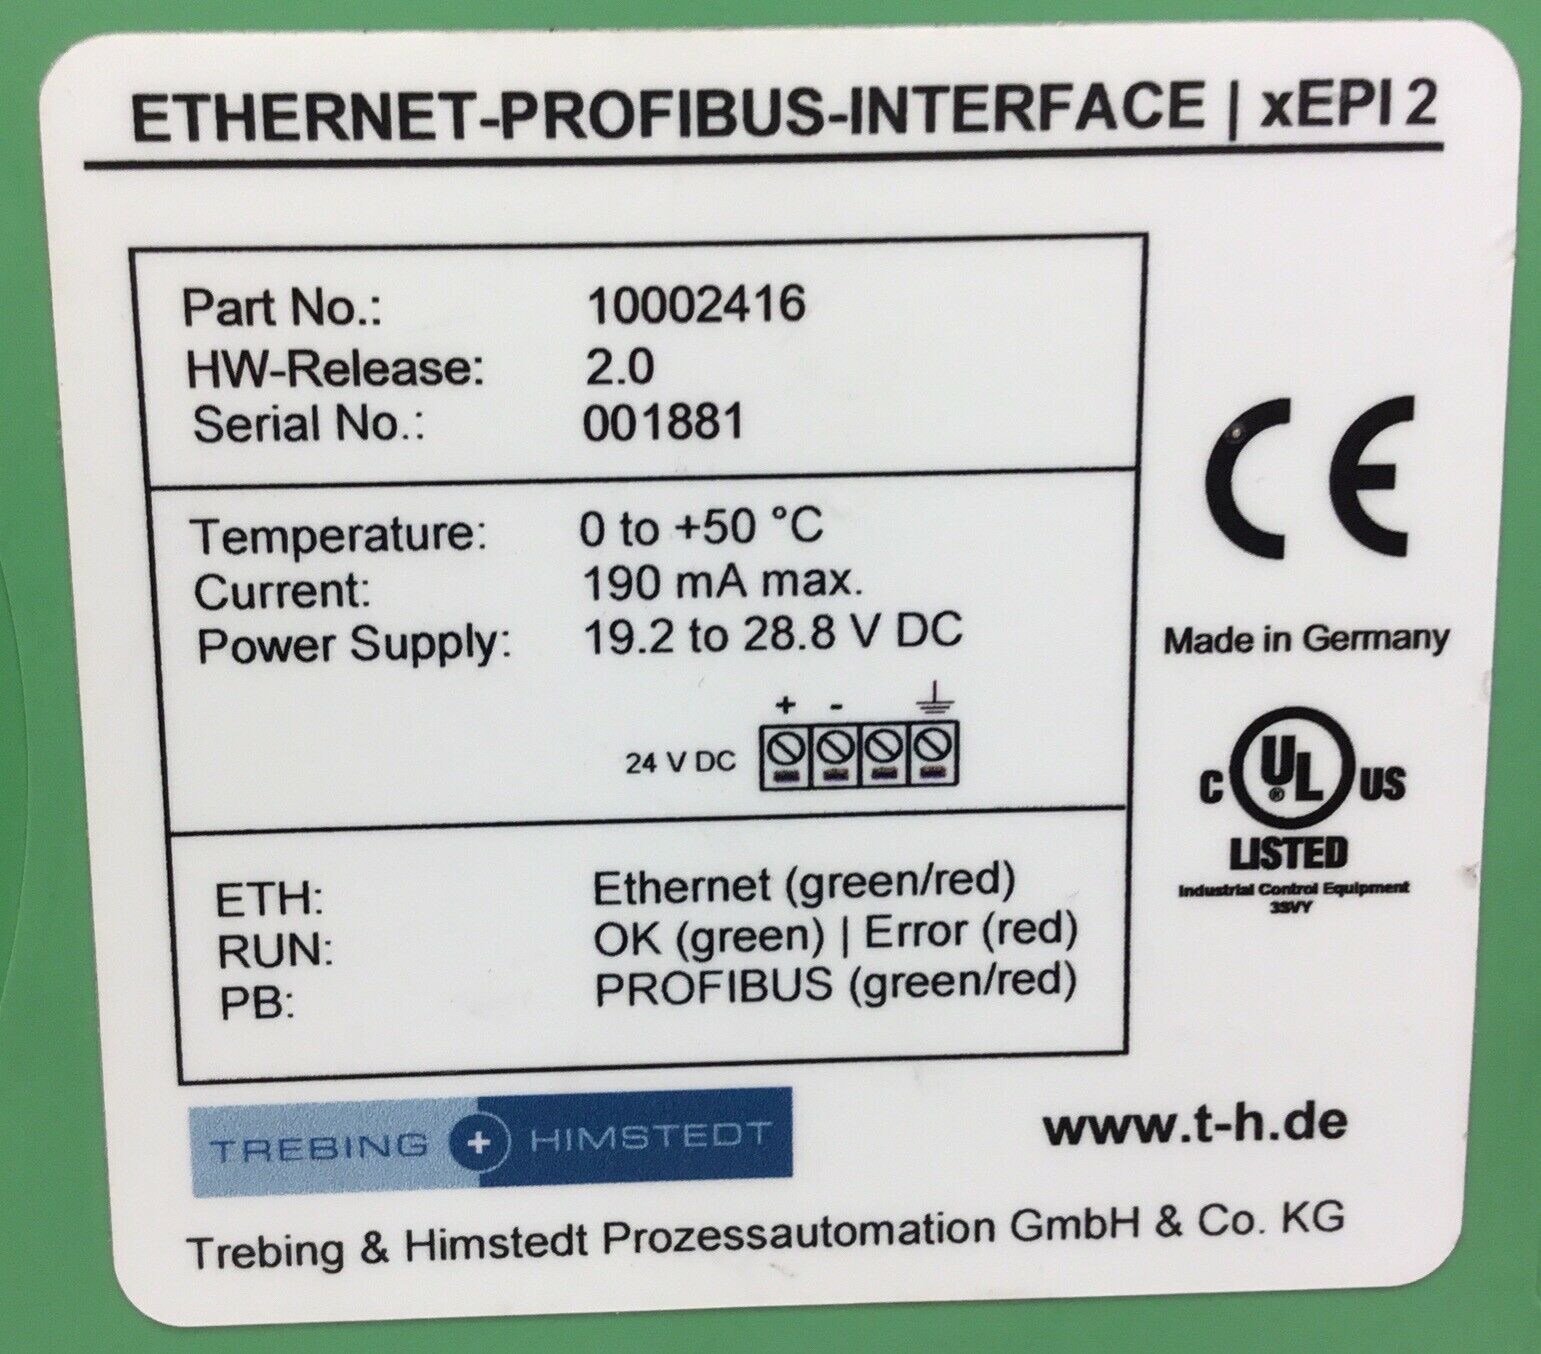 ETHERNET-PROFIBUS-INTERFACE | xEPI 2
Part No.: 10002416
HW-Release: 2.0
Serial No.: 001881
Temperature: 0 to +50 °C
Current: 190 mA max.
Power Supply: 19.2 to 28.8 V DC
+ -
24 V DC
ETH: Ethernet (green/red)
RUN: OK (green) | Error (red)
PB: PROFIBUS (green/red)
CE
Made in Germany
C UL® US
LISTED
Industrial Control Equipment
3SVY
TREBING + HIMSTEDT
www.t-h.de
Trebing & Himstedt Prozessautomation GmbH & Co. KG